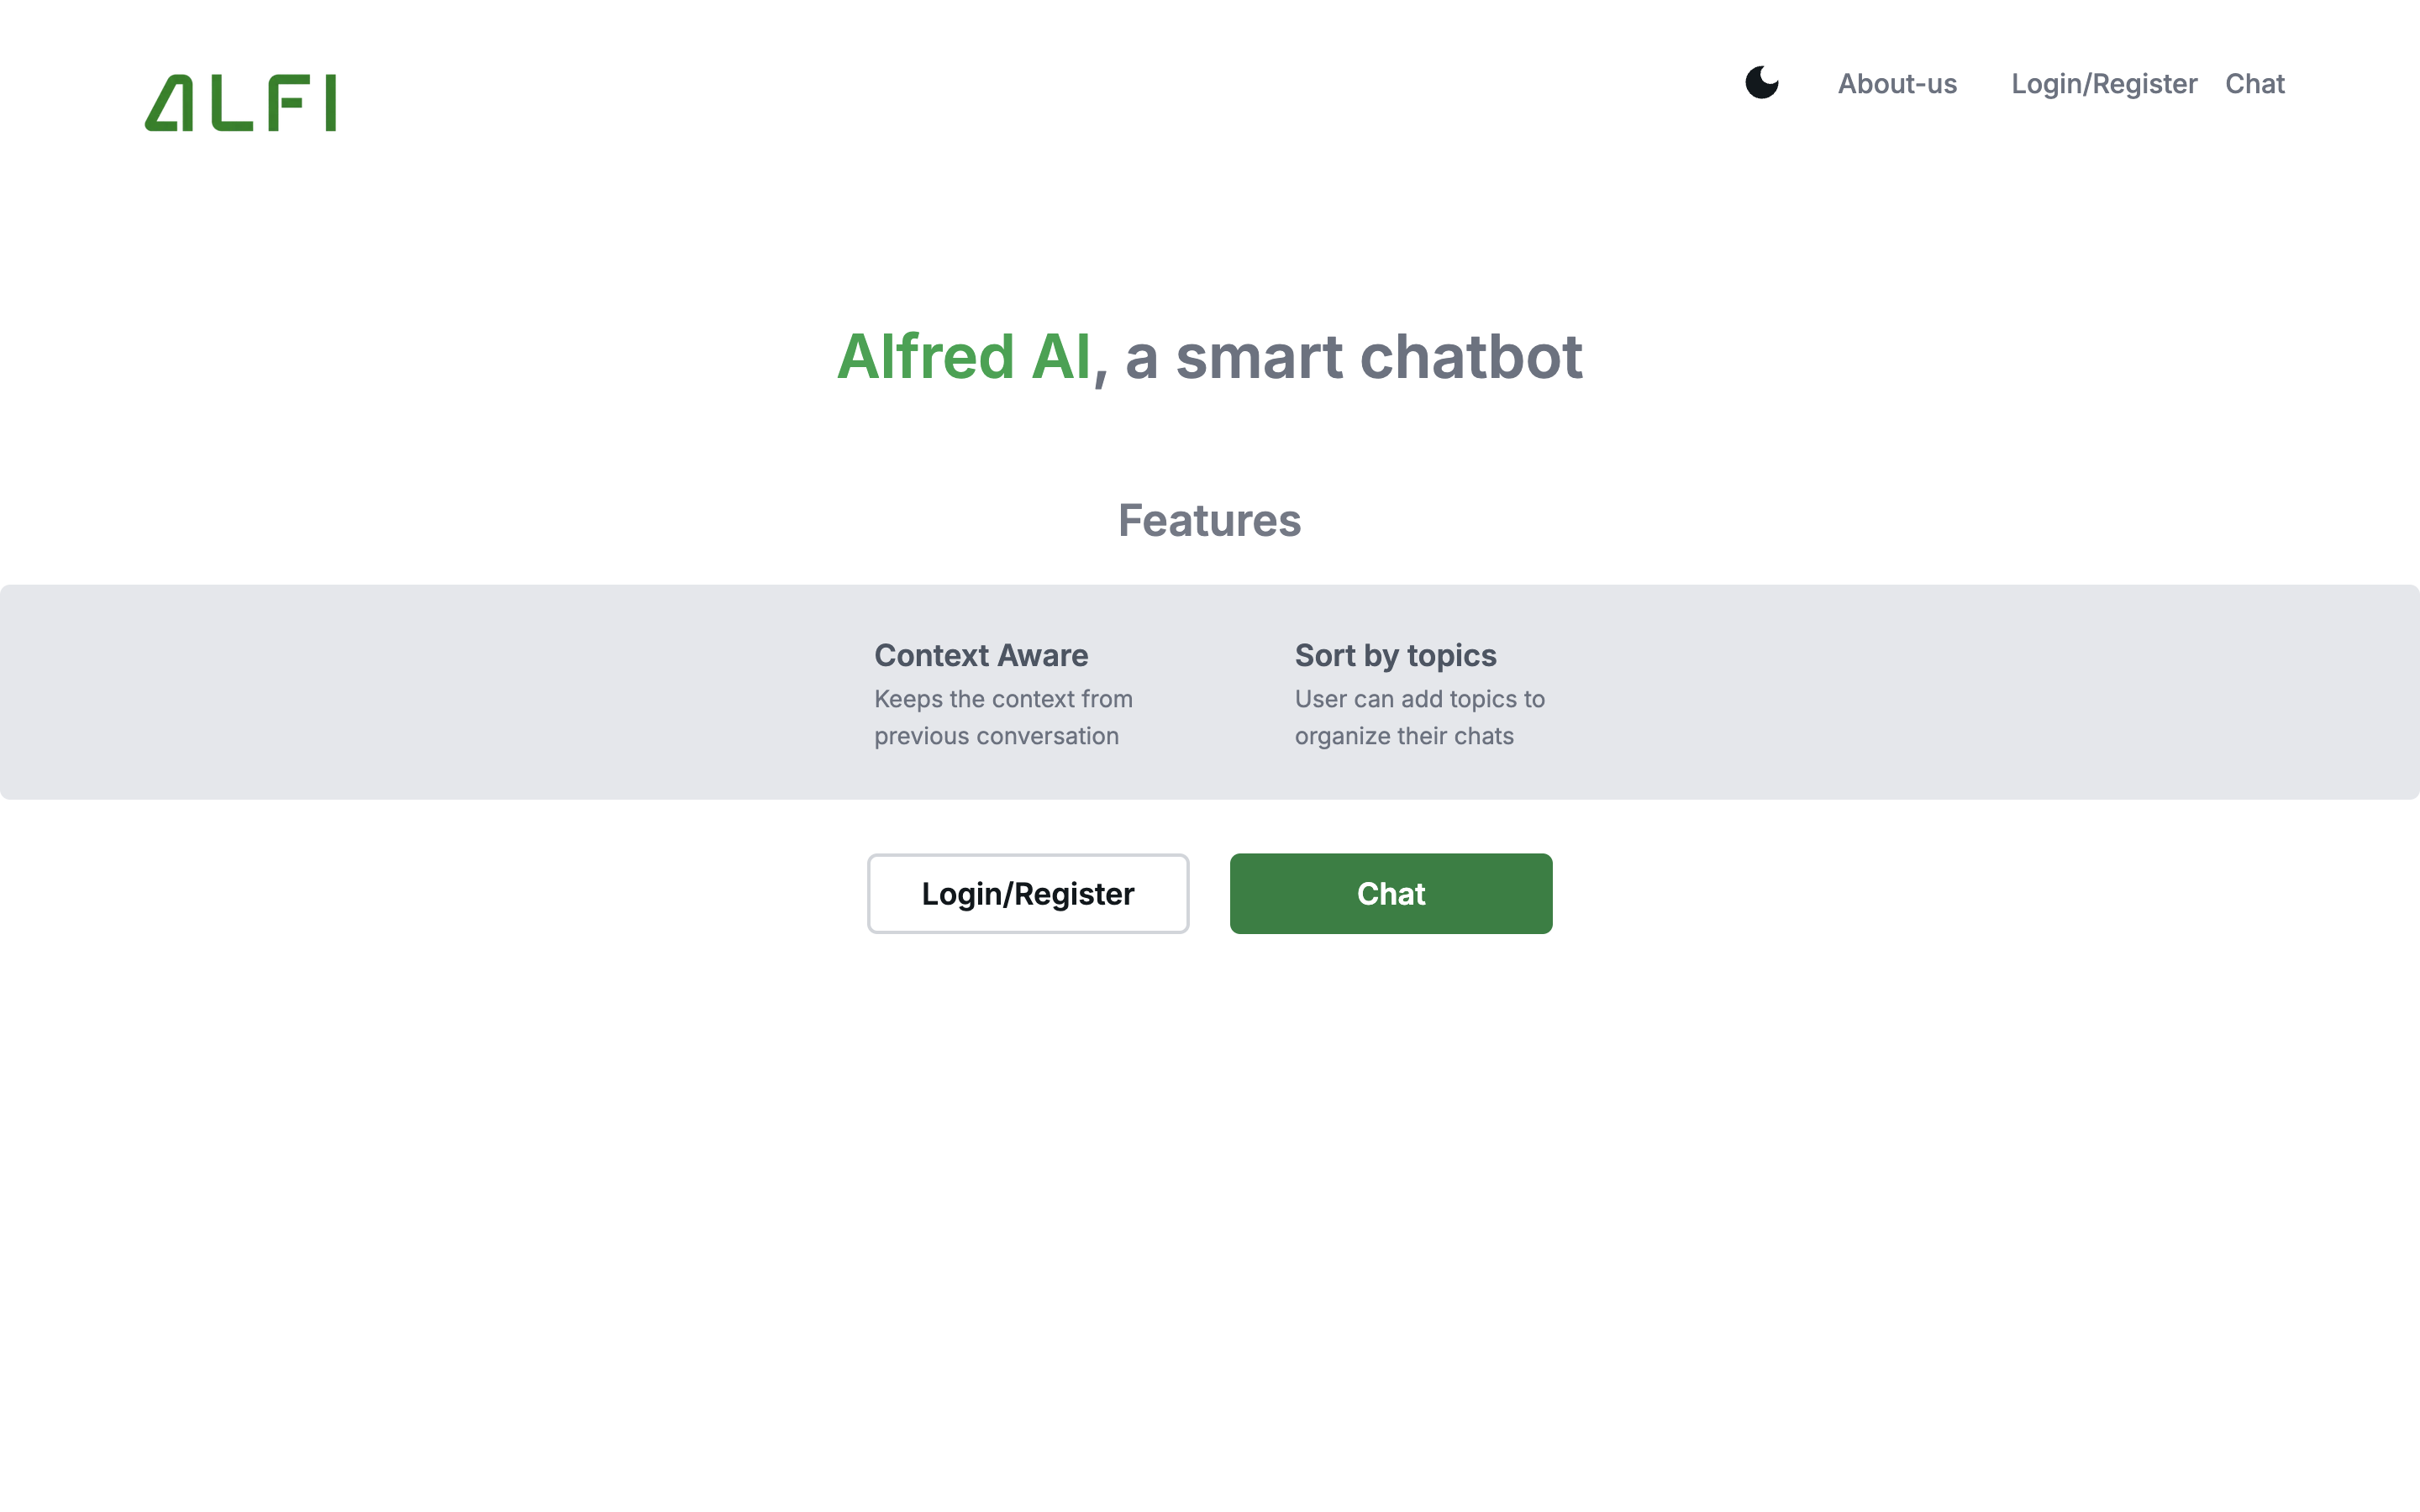 ALFI
About-us Login/Register Chat
Alfred AI, a smart chatbot
Features
Context Aware
Keeps the context from
previous conversation
Sort by topics
User can add topics to
organize their chats
Login/Register
Chat